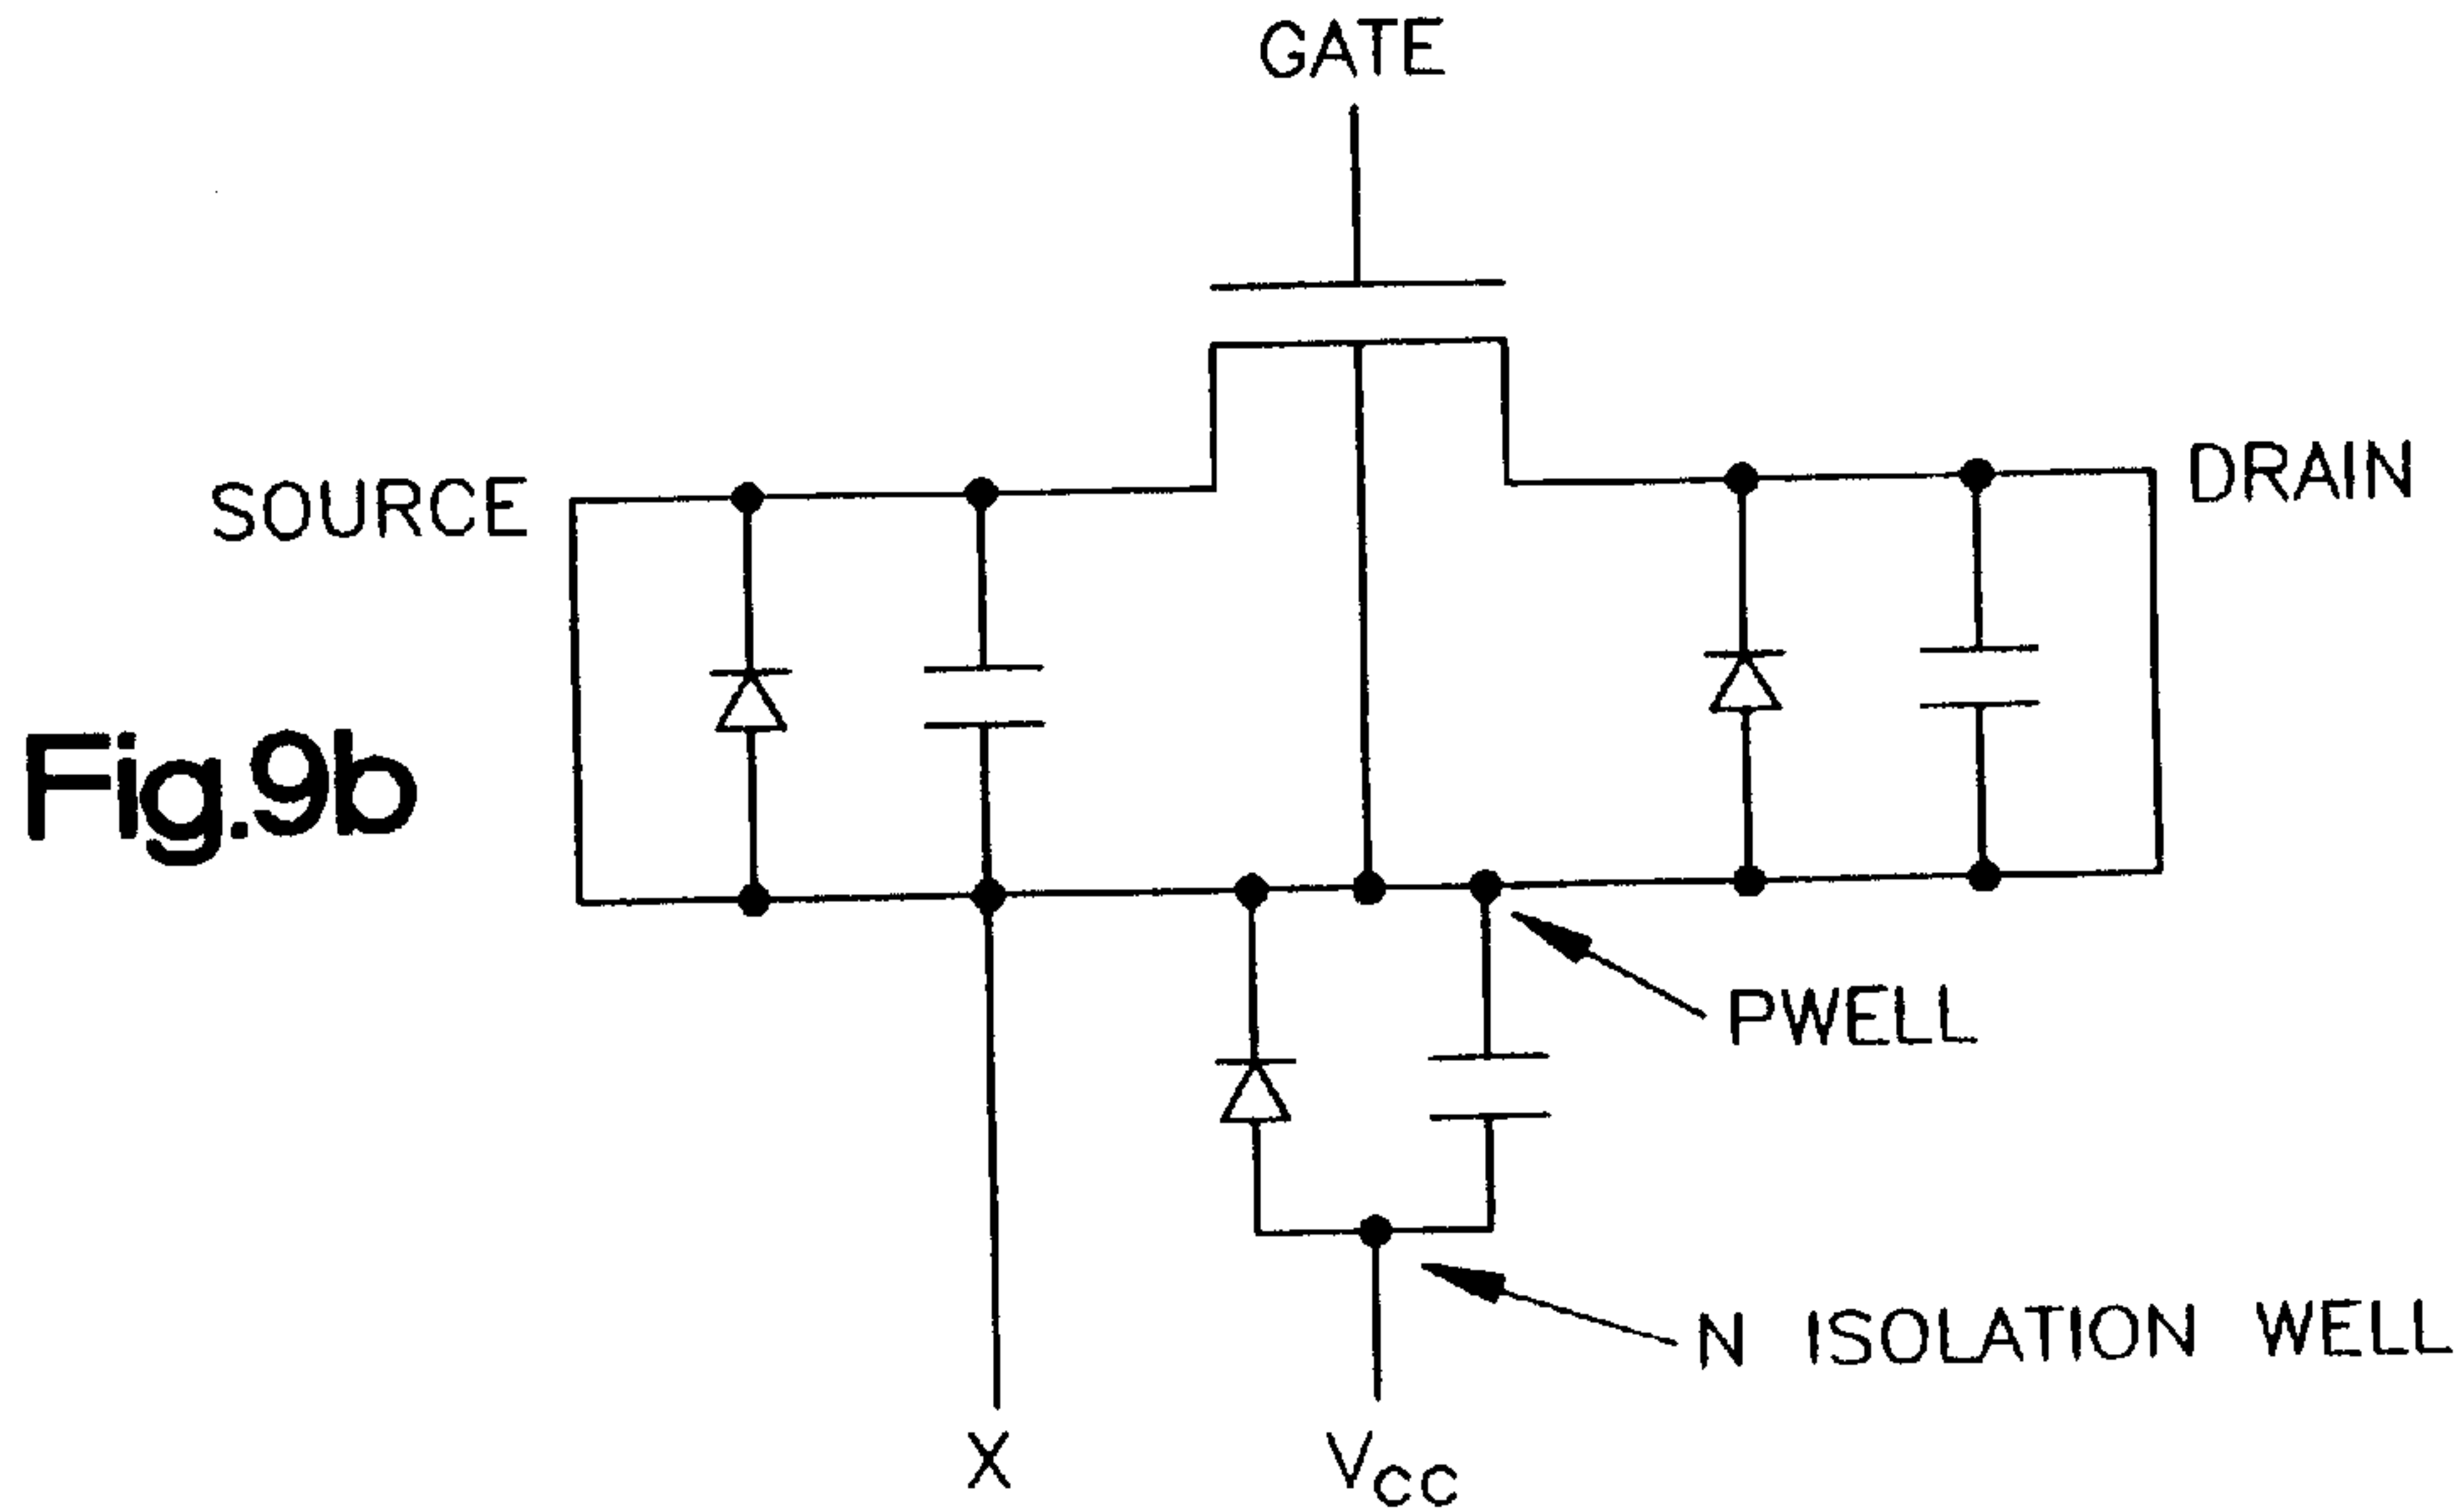 GATE
SOURCE
DRAIN
Fig.9b
PWELL
N ISOLATION WELL
X
VCC